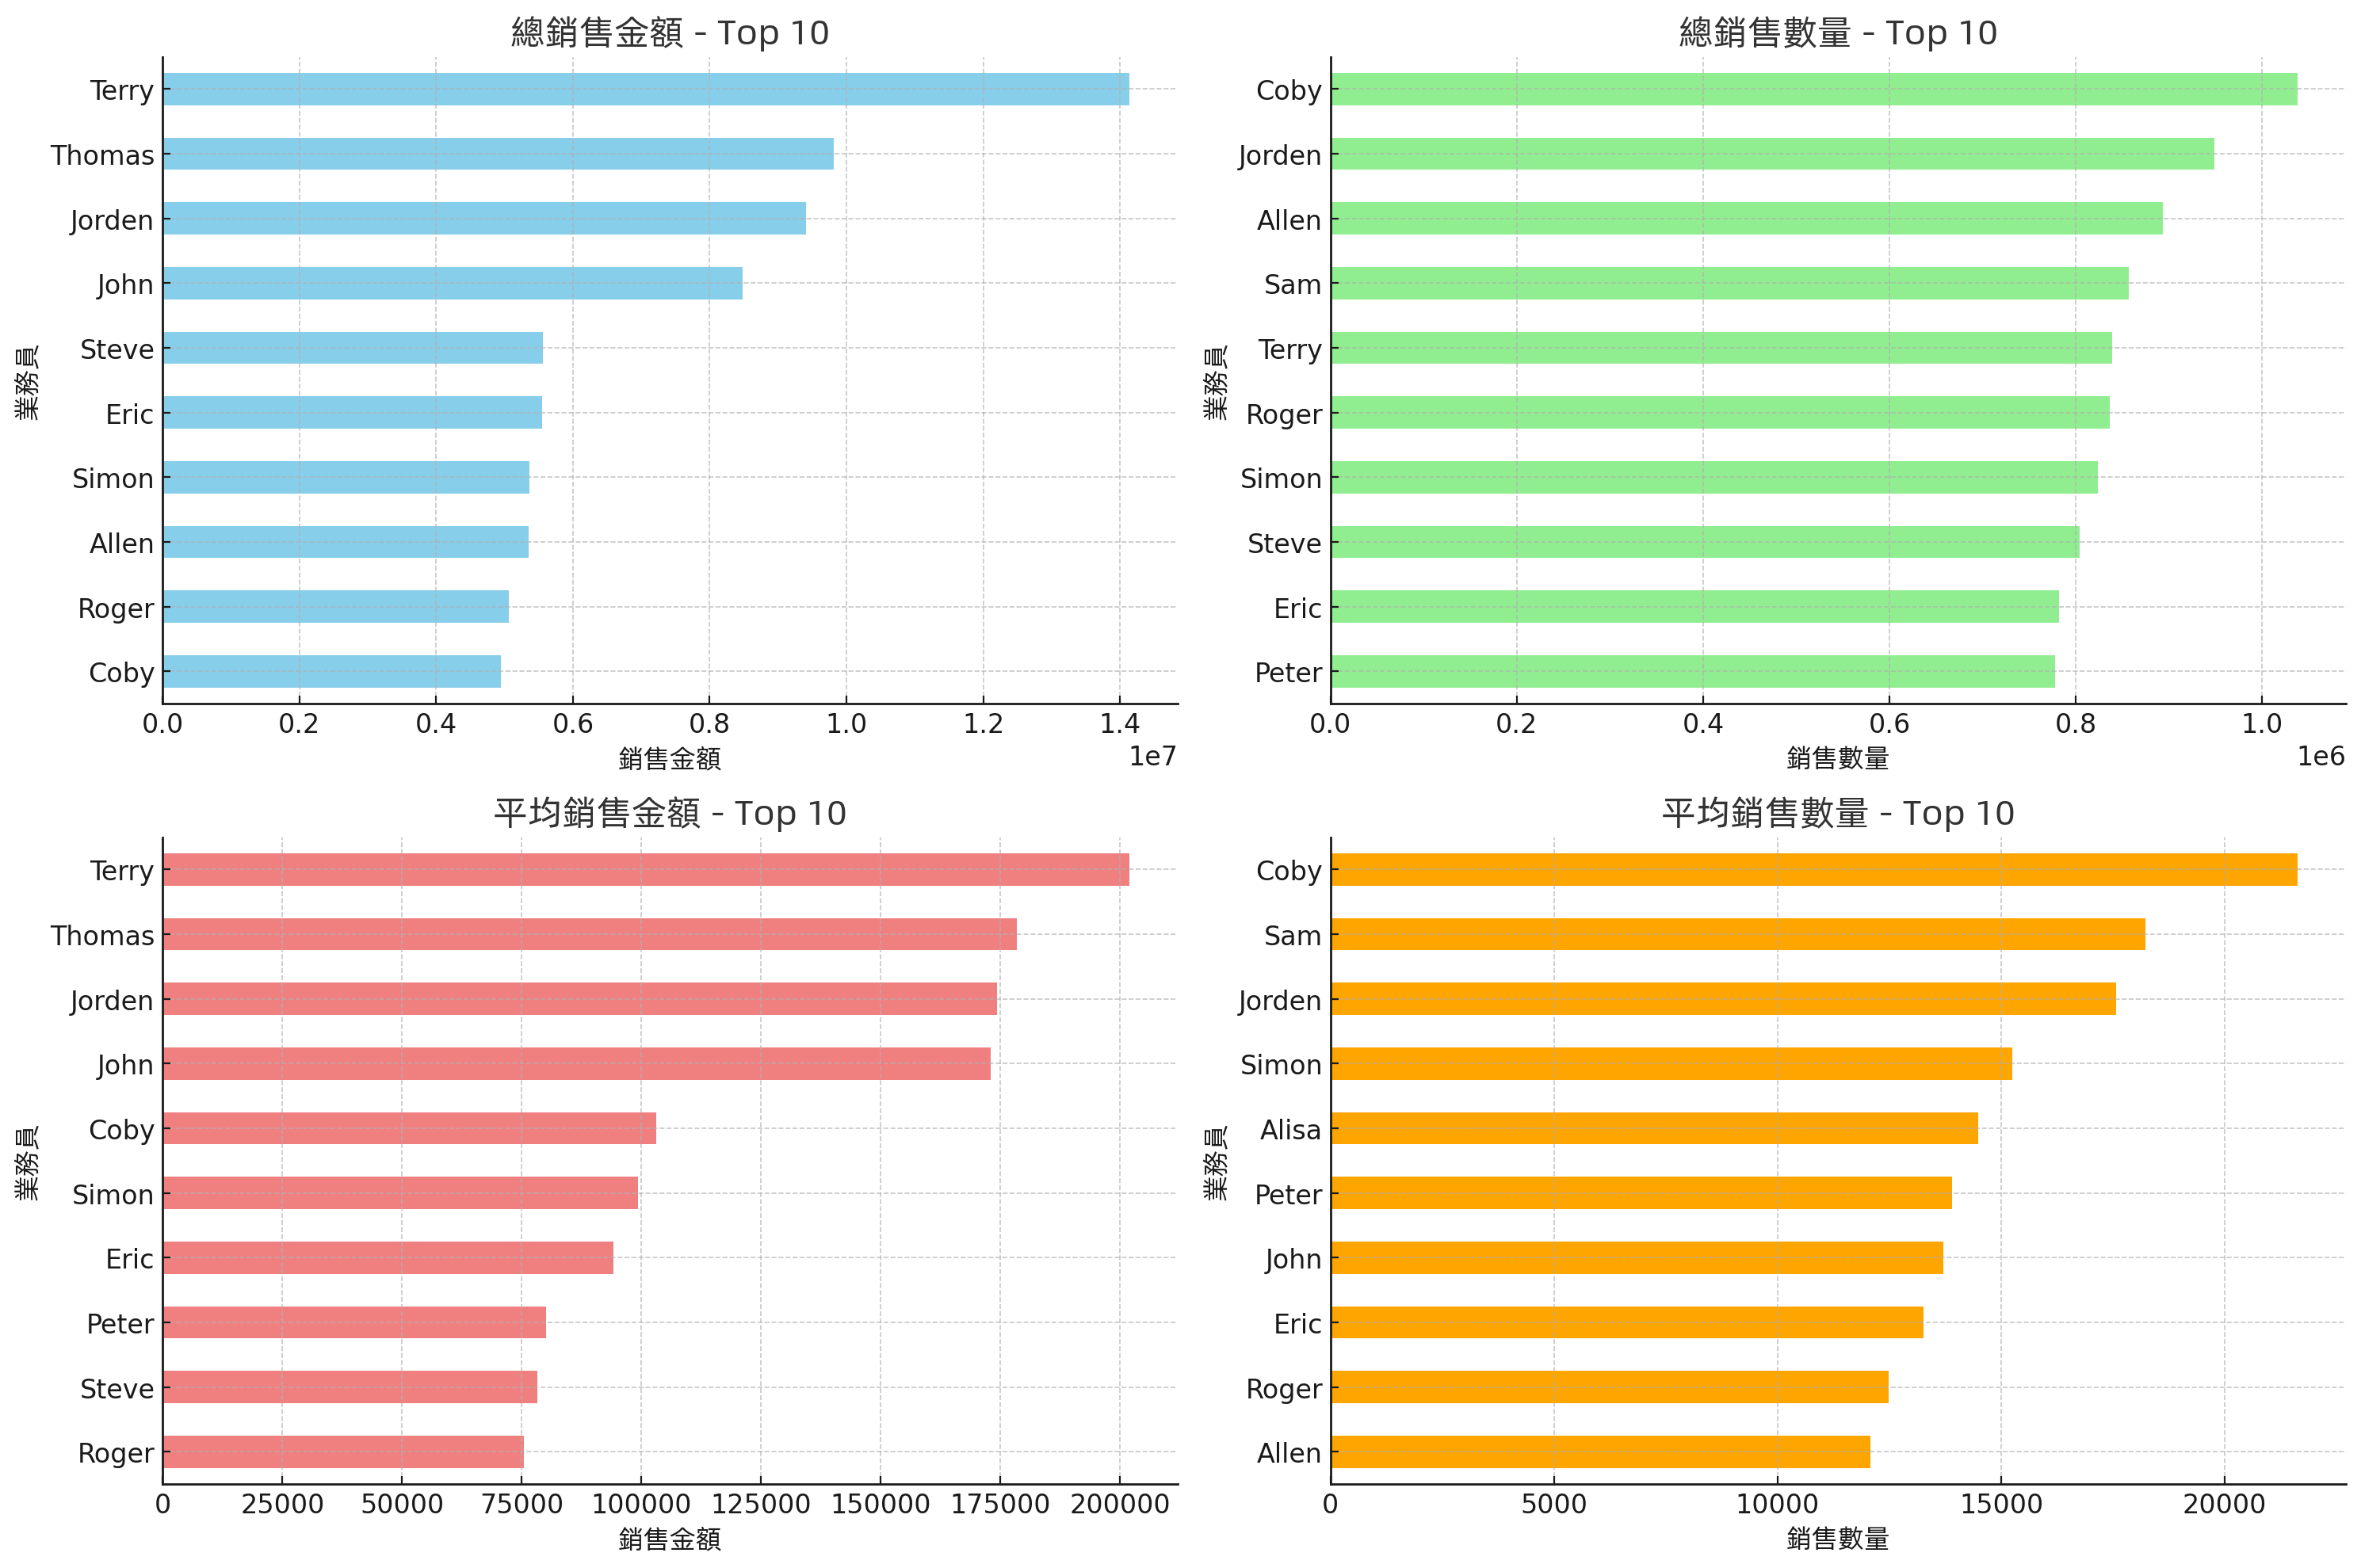 總銷售金額 - Top 10
業務員
Terry
Thomas
Jorden
John
Steve
Eric
Simon
Allen
Roger
Coby
0.0 0.2 0.4 0.6 0.8 1.0 1.2 1.4
1e7
銷售金額
總銷售數量 - Top 10
業務員
Coby
Jorden
Allen
Sam
Terry
Roger
Simon
Steve
Eric
Peter
0.0 0.2 0.4 0.6 0.8 1.0
1e6
銷售數量
平均銷售金額 - Top 10
業務員
Terry
Thomas
Jorden
John
Coby
Simon
Eric
Peter
Steve
Roger
0 25000 50000 75000 100000 125000 150000 175000 200000
銷售金額
平均銷售數量 - Top 10
業務員
Coby
Sam
Jorden
Simon
Alisa
Peter
John
Eric
Roger
Allen
0 5000 10000 15000 20000
銷售數量